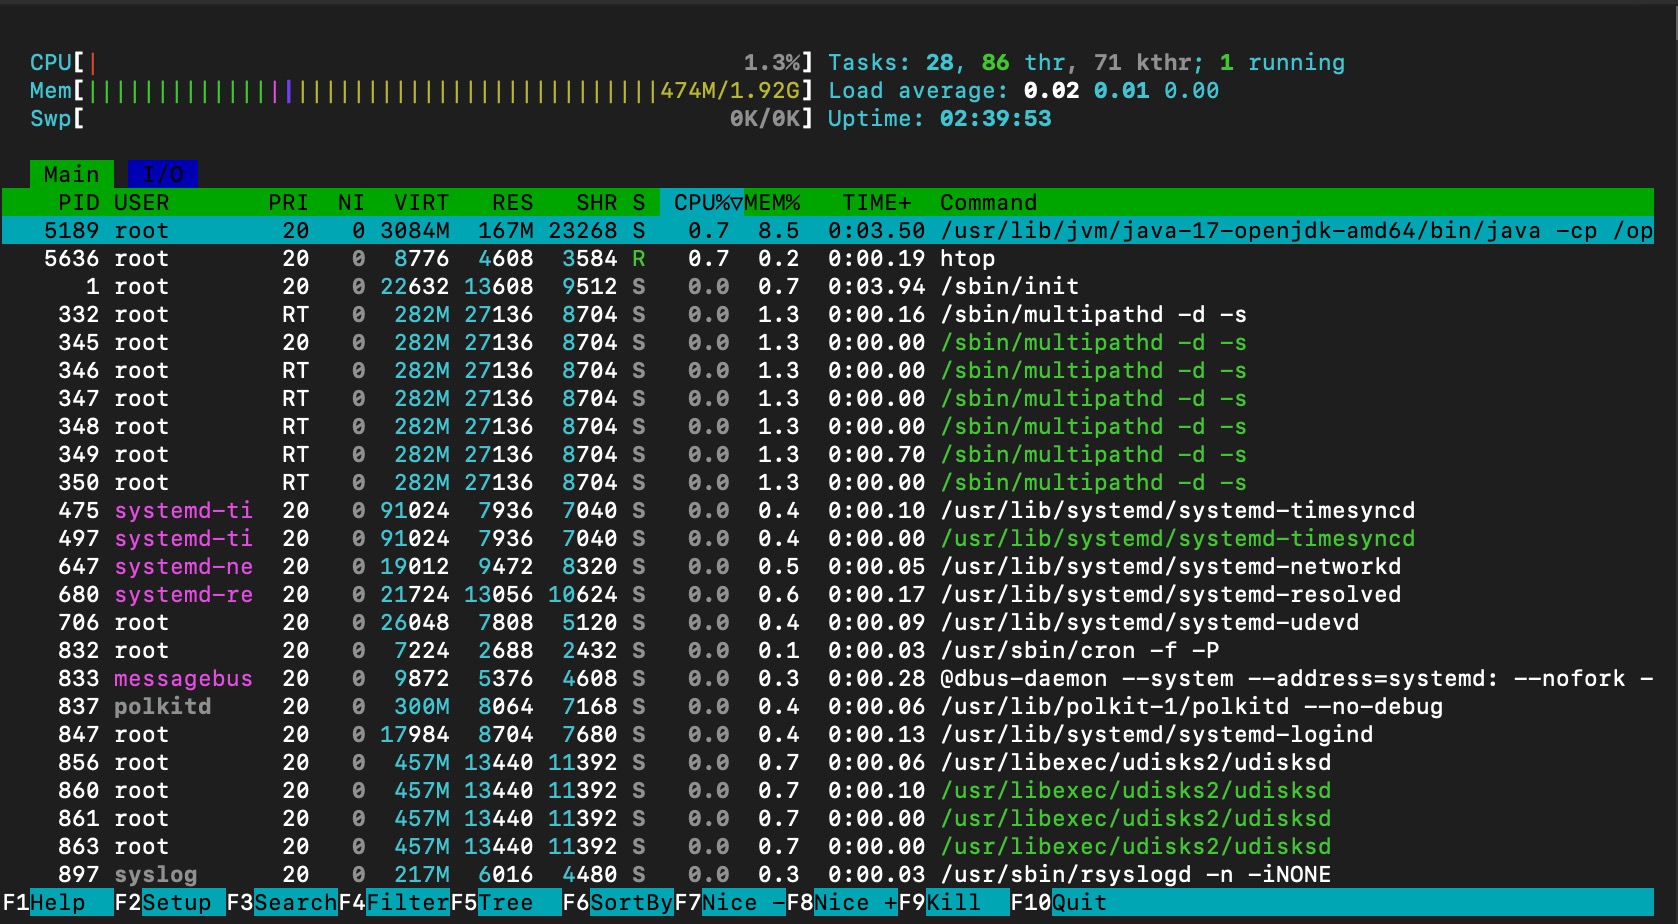 CPU[| 1.3%] Tasks: 28, 86 thr, 71 kthr; 1 running
Mem[|||||||||||||||||||||||||||||||||||||||||474M/1.92G] Load average: 0.02 0.01 0.00
Swp[ 0K/0K] Uptime: 02:39:53
Main I/O
PID USER PRI NI VIRT RES SHR S CPU%▽MEM% TIME+ Command
5189 root 20 0 3084M 167M 23268 S 0.7 8.5 0:03.50 /usr/lib/jvm/java-17-openjdk-amd64/bin/java -cp /op
5636 root 20 0 8776 4608 3584 R 0.7 0.2 0:00.19 htop
1 root 20 0 22632 13608 9512 S 0.0 0.7 0:03.94 /sbin/init
332 root RT 0 282M 27136 8704 S 0.0 1.3 0:00.16 /sbin/multipathd -d -s
345 root 20 0 282M 27136 8704 S 0.0 1.3 0:00.00 /sbin/multipathd -d -s
346 root RT 0 282M 27136 8704 S 0.0 1.3 0:00.00 /sbin/multipathd -d -s
347 root RT 0 282M 27136 8704 S 0.0 1.3 0:00.00 /sbin/multipathd -d -s
348 root RT 0 282M 27136 8704 S 0.0 1.3 0:00.00 /sbin/multipathd -d -s
349 root RT 0 282M 27136 8704 S 0.0 1.3 0:00.70 /sbin/multipathd -d -s
350 root RT 0 282M 27136 8704 S 0.0 1.3 0:00.00 /sbin/multipathd -d -s
475 systemd-ti 20 0 91024 7936 7040 S 0.0 0.4 0:00.10 /usr/lib/systemd/systemd-timesyncd
497 systemd-ti 20 0 91024 7936 7040 S 0.0 0.4 0:00.00 /usr/lib/systemd/systemd-timesyncd
647 systemd-ne 20 0 19012 9472 8320 S 0.0 0.5 0:00.05 /usr/lib/systemd/systemd-networkd
680 systemd-re 20 0 21724 13056 10624 S 0.0 0.6 0:00.17 /usr/lib/systemd/systemd-resolved
706 root 20 0 26048 7808 5120 S 0.0 0.4 0:00.09 /usr/lib/systemd/systemd-udevd
832 root 20 0 7224 2688 2432 S 0.0 0.1 0:00.03 /usr/sbin/cron -f -P
833 messagebus 20 0 9872 5376 4608 S 0.0 0.3 0:00.28 @dbus-daemon --system --address=systemd: --nofork -
837 polkitd 20 0 300M 8064 7168 S 0.0 0.4 0:00.06 /usr/lib/polkit-1/polkitd --no-debug
847 root 20 0 17984 8704 7680 S 0.0 0.4 0:00.13 /usr/lib/systemd/systemd-logind
856 root 20 0 457M 13440 11392 S 0.0 0.7 0:00.06 /usr/libexec/udisks2/udisksd
860 root 20 0 457M 13440 11392 S 0.0 0.7 0:00.10 /usr/libexec/udisks2/udisksd
861 root 20 0 457M 13440 11392 S 0.0 0.7 0:00.00 /usr/libexec/udisks2/udisksd
863 root 20 0 457M 13440 11392 S 0.0 0.7 0:00.00 /usr/libexec/udisks2/udisksd
897 syslog 20 0 217M 6016 4480 S 0.0 0.3 0:00.03 /usr/sbin/rsyslogd -n -iNONE
F1Help F2Setup F3SearchF4FilterF5Tree F6SortByF7Nice -F8Nice +F9Kill F10Quit